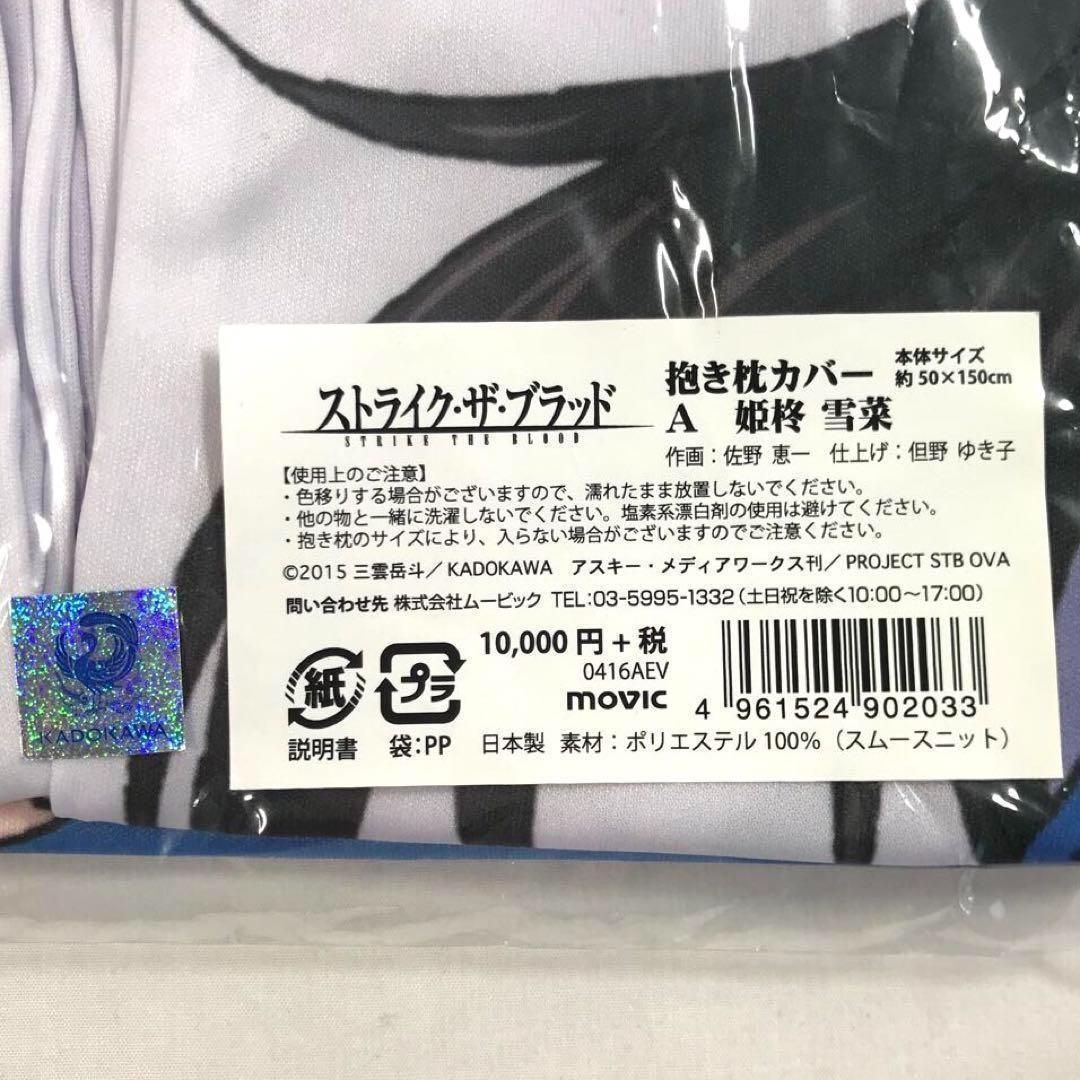 ストライク・ザ・ブラッド
STRIKE THE BLOOD
抱き枕カバー
本体サイズ
約50×150cm
A 姫柊 雪菜
作画：佐野 恵一 仕上げ：但野 ゆき子
【使用上のご注意】
・色移りする場合がございますので、濡れたまま放置しないでください。
・他の物と一緒に洗濯しないでください。塩素系漂白剤の使用は避けてください。
・抱き枕のサイズにより、入らない場合がございますのでご注意ください。
©2015 三雲岳斗／KADOKAWA アスキー・メディアワークス刊／PROJECT STB OVA
問い合わせ先 株式会社ムービック TEL：03-5995-1332（土日祝を除く10：00～17：00）
紙
説明書
プラ
袋：PP
10,000円＋税
0416AEV
movic
4 961524 902033
日本製 素材：ポリエステル100％（スムースニット）
KADOKAWA